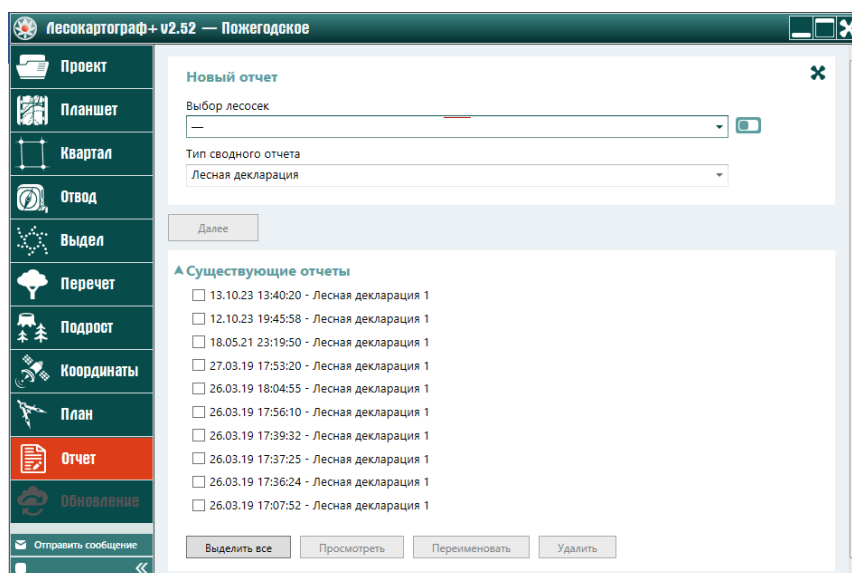 Лесокартограф+ v2.52 — Пожегодское
Проект
Планшет
Квартал
Отвод
Выдел
Перечет
Подрост
Координаты
План
Отчет
Обновление
Отправить сообщение
Новый отчет
Выбор лесосек
—
Тип сводного отчета
Лесная декларация
Далее
Существующие отчеты
13.10.23 13:40:20 - Лесная декларация 1
12.10.23 19:45:58 - Лесная декларация 1
18.05.21 23:19:50 - Лесная декларация 1
27.03.19 17:53:20 - Лесная декларация 1
26.03.19 18:04:55 - Лесная декларация 1
26.03.19 17:56:10 - Лесная декларация 1
26.03.19 17:39:32 - Лесная декларация 1
26.03.19 17:37:25 - Лесная декларация 1
26.03.19 17:36:24 - Лесная декларация 1
26.03.19 17:07:52 - Лесная декларация 1
Выделить все
Просмотреть
Переименовать
Удалить